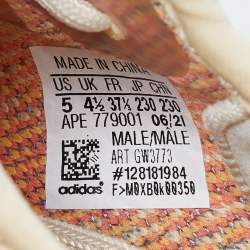 MADE IN CHINA
US UK FR JP CHN
5 4½ 37⅓ 230 230
APE 779001 06/21
MALE/MÂLE
ART GW3773
#128181984
adidas® F>M0XB0k00350